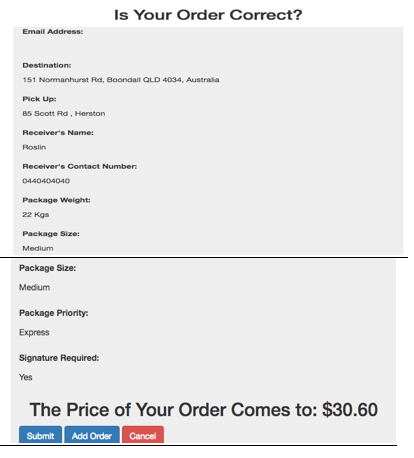 Is Your Order Correct?
Email Address:
Destination:
151 Normanhurst Rd, Boondall QLD 4034, Australia
Pick Up:
85 Scott Rd , Herston
Receiver's Name:
Roslin
Receiver's Contact Number:
0440404040
Package Weight:
22 Kgs
Package Size:
Medium
Package Size:
Medium
Package Priority:
Express
Signature Required:
Yes
The Price of Your Order Comes to: $30.60
Submit Add Order Cancel